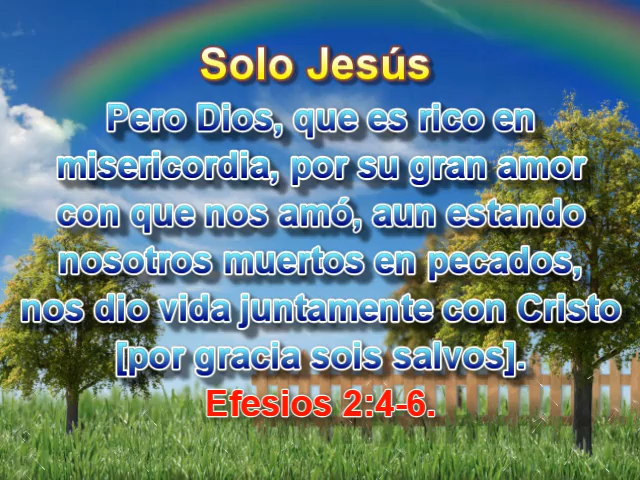 Solo Jesús
Pero Dios, que es rico en
misericordia, por su gran amor
con que nos amó, aun estando
nosotros muertos en pecados,
nos dio vida juntamente con Cristo
[por gracia sois salvos].
Efesios 2:4-6.